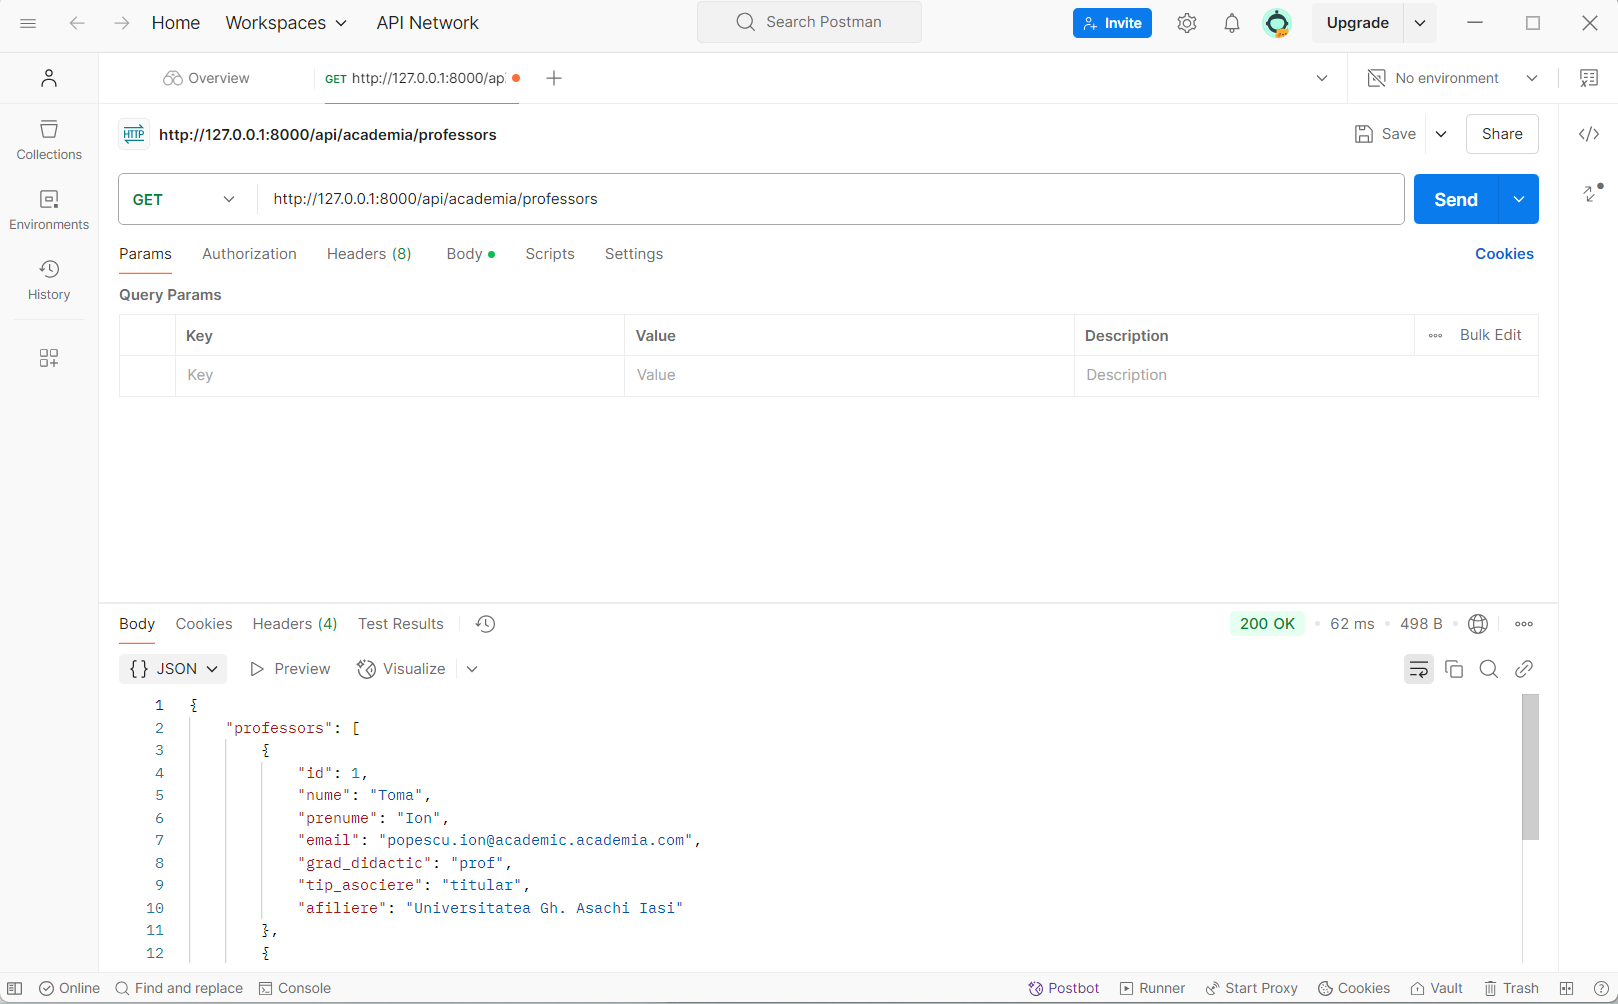 Home Workspaces API Network Search Postman Invite Upgrade
Overview GET http://127.0.0.1:8000/ap No environment
HTTP http://127.0.0.1:8000/api/academia/professors Save Share
Collections
GET http://127.0.0.1:8000/api/academia/professors Send
Environments
Params Authorization Headers (8) Body Scripts Settings Cookies
History
Query Params
Key Value Description Bulk Edit
Key Value Description
Body Cookies Headers (4) Test Results 200 OK 62 ms 498 B
{} JSON Preview Visualize
1 {
2 "professors": [
3 {
4 "id": 1,
5 "nume": "Toma",
6 "prenume": "Ion",
7 "email": "popescu.ion@academic.academia.com",
8 "grad_didactic": "prof",
9 "tip_asociere": "titular",
10 "afiliere": "Universitatea Gh. Asachi Iasi"
11 },
12 {
Online Find and replace Console Postbot Runner Start Proxy Cookies Vault Trash